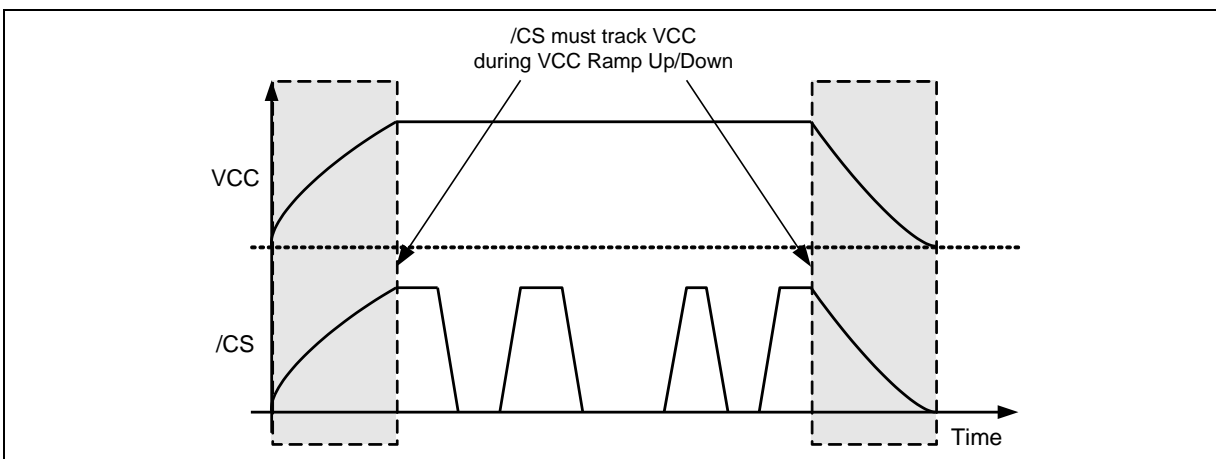 /CS must track VCC
during VCC Ramp Up/Down
VCC
/CS
Time